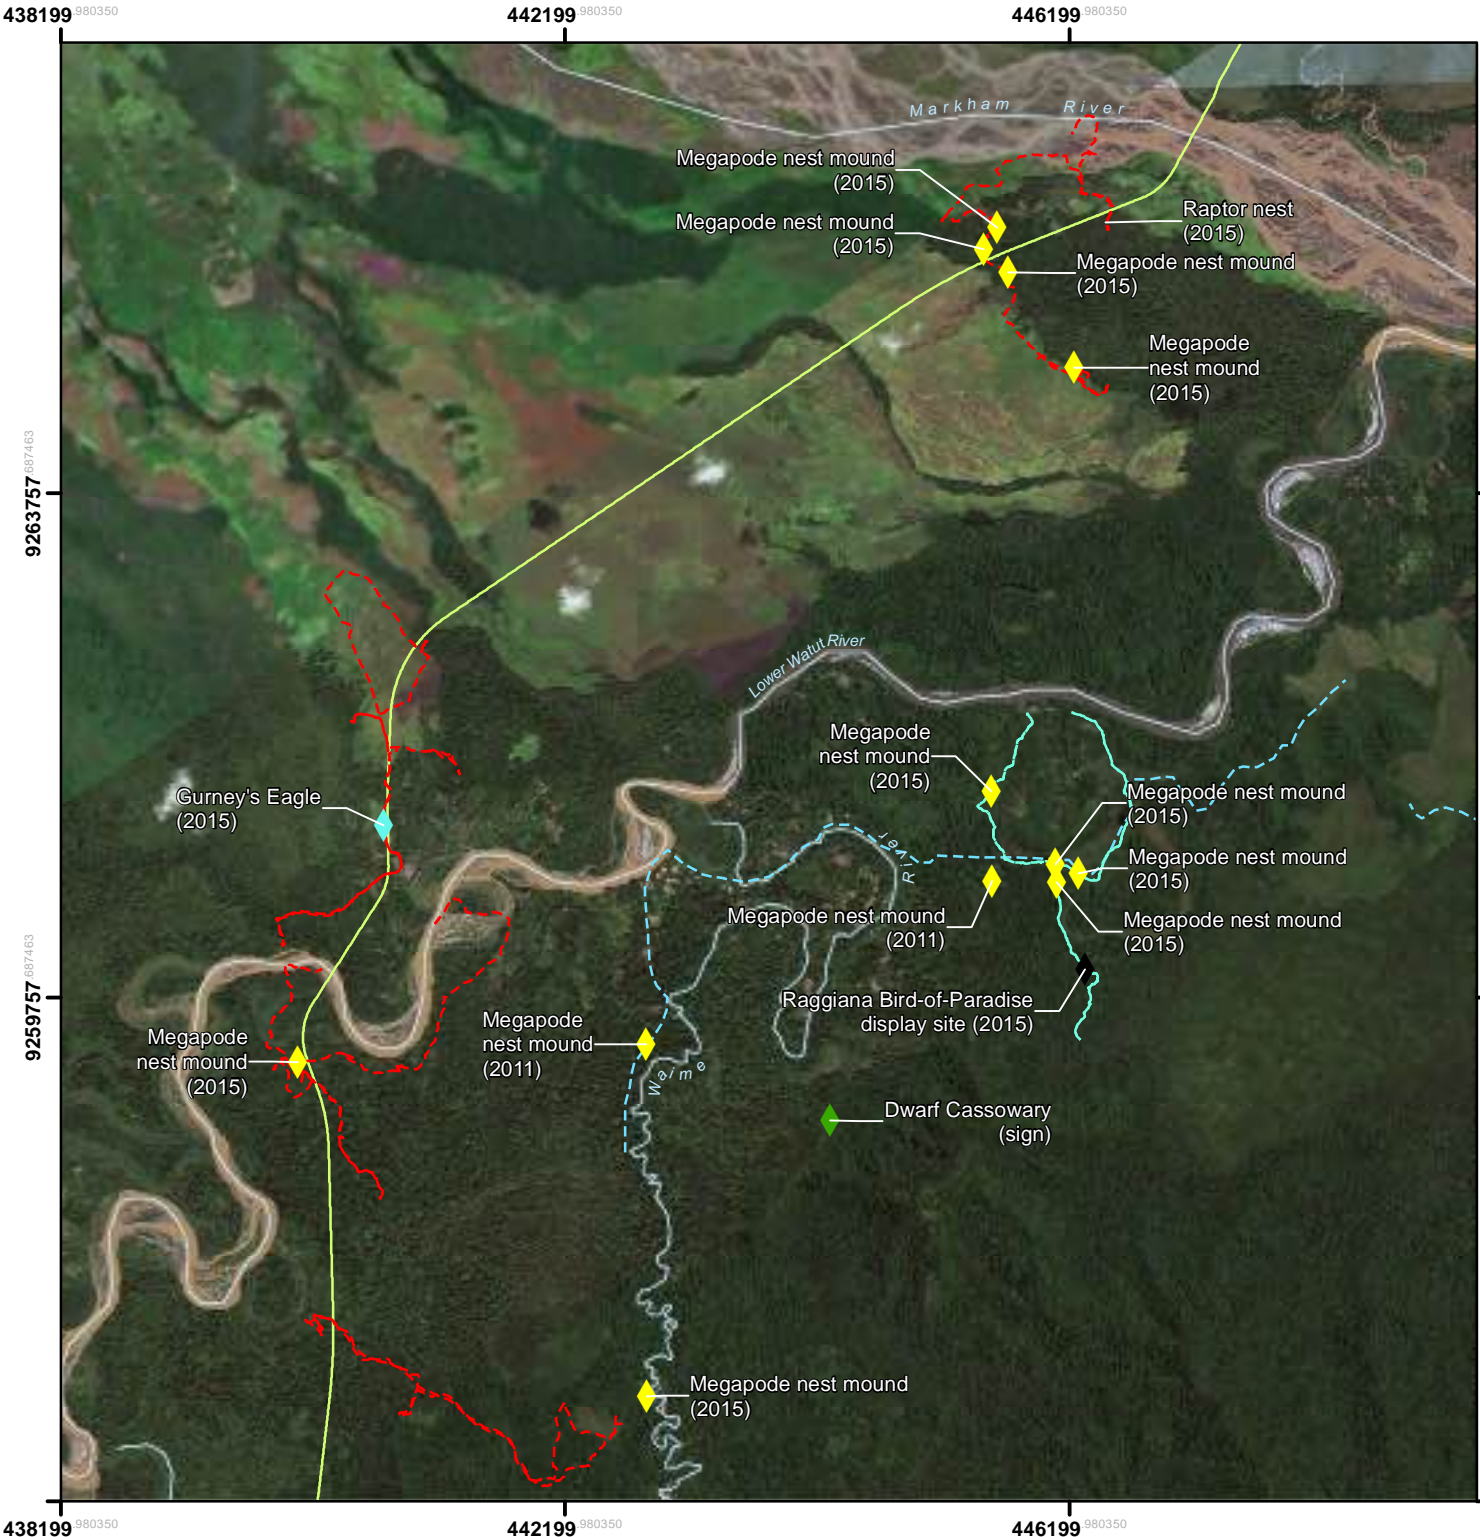 438199.980350
442199.980350
446199.980350
Markham River
Megapode nest mound
(2015)
Megapode nest mound
(2015)
Raptor nest
(2015)
Megapode nest mound
(2015)
Megapode
nest mound
(2015)
9263757.687463
Lower Watut River
Megapode
nest mound
(2015)
Gurney's Eagle
(2015)
Megapode nest mound
(2015)
River
Megapode nest mound
(2015)
Megapode nest mound
(2011)
Megapode nest mound
(2015)
9259757.687463
Raggiana Bird-of-Paradise
display site (2015)
Megapode
nest mound
(2011)
Megapode
nest mound
(2015)
Waime
Dwarf Cassowary
(sign)
Megapode nest mound
(2015)
438199.980350
442199.980350
446199.980350